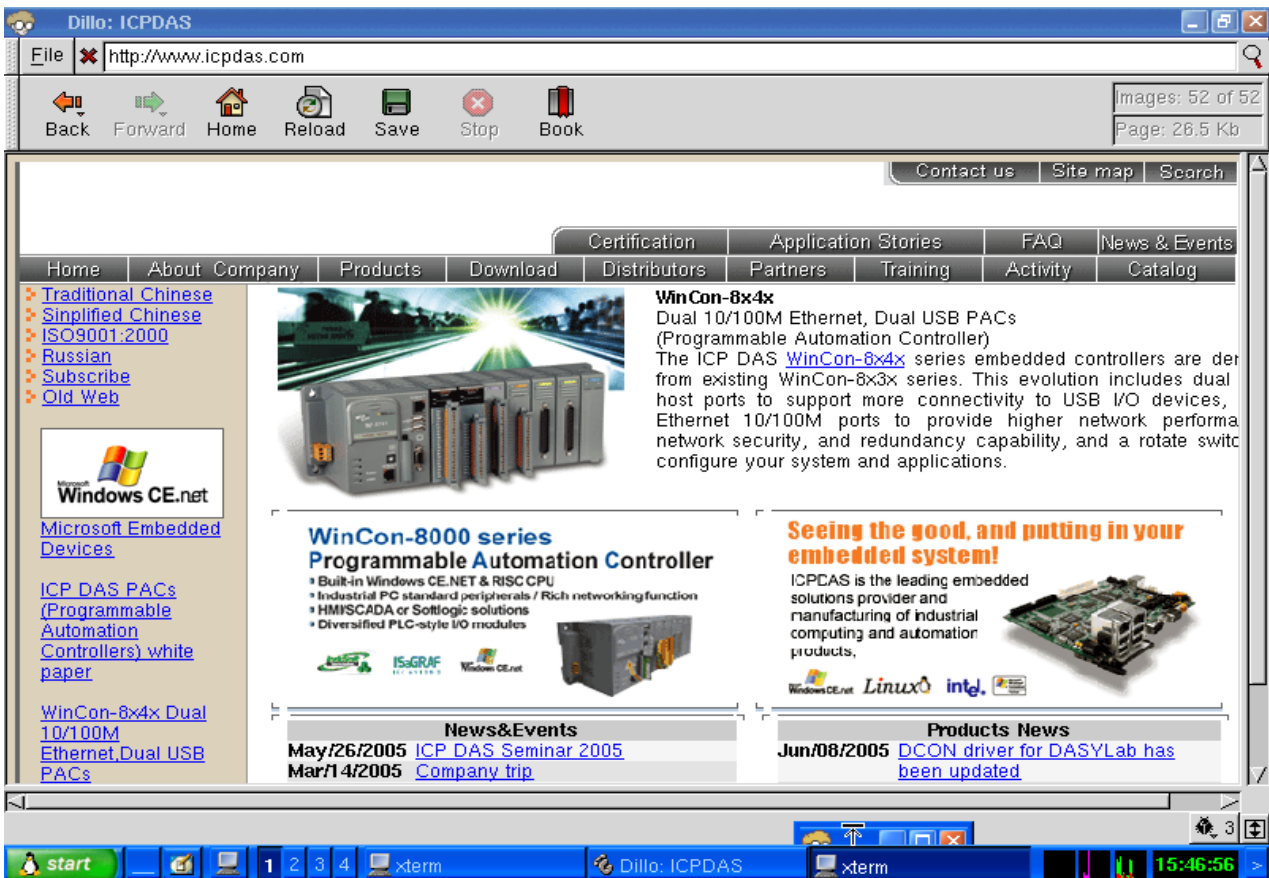 Dillo: ICPDAS
File http://www.icpdas.com
Back Forward Home Reload Save Stop Book
Images: 52 of 52
Page: 26.5 Kb
Contact us Site map Search
Certification Application Stories FAQ News & Events
Home About Company Products Download Distributors Partners Training Activity Catalog
Traditional Chinese
Sinplified Chinese
ISO9001:2000
Russian
Subscribe
Old Web
Microsoft
Windows CE.net
Microsoft Embedded
Devices
ICP DAS PACs
(Programmable
Automation
Controllers) white
paper
WinCon-8x4x Dual
10/100M
Ethernet,Dual USB
PACs
WinCon-8x4x
Dual 10/100M Ethernet, Dual USB PACs
(Programmable Automation Controller)
The ICP DAS WinCon-8x4x series embedded controllers are der
from existing WinCon-8x3x series. This evolution includes dual
host ports to support more connectivity to USB I/O devices,
Ethernet 10/100M ports to provide higher network performa
network security, and redundancy capability, and a rotate switc
configure your system and applications.
WinCon-8000 series
Programmable Automation Controller
Built-in Windows CE.NET & RISC CPU
Industrial PC standard peripherals / Rich networking function
HMI/SCADA or Softlogic solutions
Diversified PLC-style I/O modules
ISaGRAF
Windows CE.net
Seeing the good, and putting in your
embedded system!
ICPDAS is the leading embedded
solutions provider and
manufacturing of industrial
computing and automation
products,
Windows CE.net Linux intel.
News&Events
May/26/2005 ICP DAS Seminar 2005
Mar/14/2005 Company trip
Products News
Jun/08/2005 DCON driver for DASYLab has
been updated
3
start 1 2 3 4 xterm Dillo: ICPDAS xterm 15:46:56 >